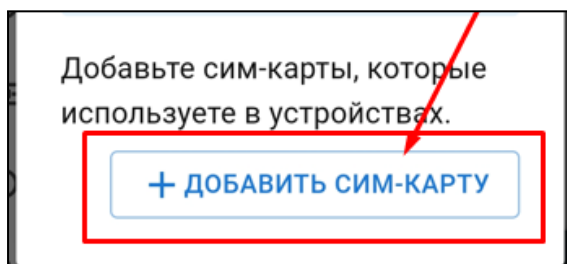 Добавьте сим-карты, которые
используете в устройствах.
+ ДОБАВИТЬ СИМ-КАРТУ